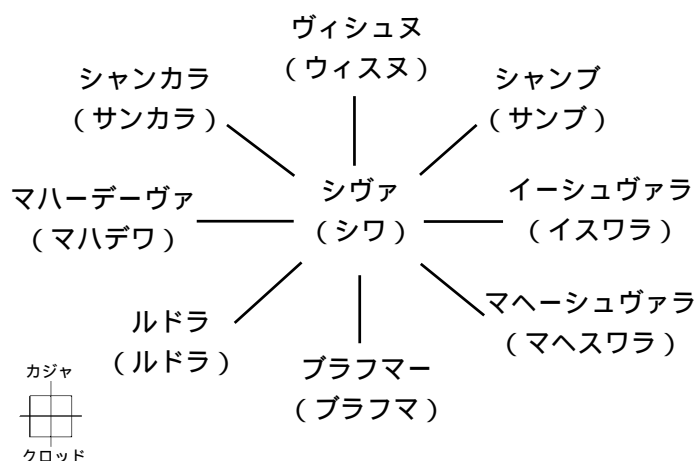 ヴィシュヌ
（ウィスヌ）
シャンカラ
（サンカラ）
シャンブ
（サンブ）
マハーデーヴァ
（マハデワ）
シヴァ
（シワ）
イーシュヴァラ
（イスワラ）
ルドラ
（ルドラ）
ブラフマー
（ブラフマ）
マヘーシュヴァラ
（マヘスワラ）
カジャ
クロッド